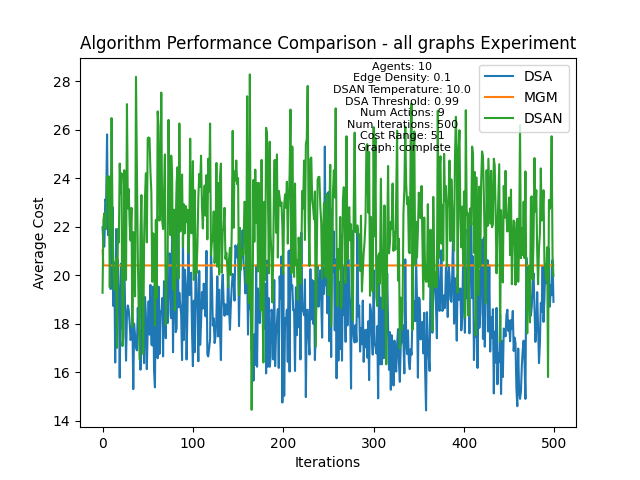 Algorithm Performance Comparison - all graphs Experiment
Agents: 10
Edge Density: 0.1
DSAN Temperature: 10.0
DSA Threshold: 0.99
Num Actions: 9
Num Iterations: 500
Cost Range: 51
Graph: complete
DSA
MGM
DSAN
Average Cost
28
26
24
22
20
18
16
14
0
100
200
300
400
500
Iterations